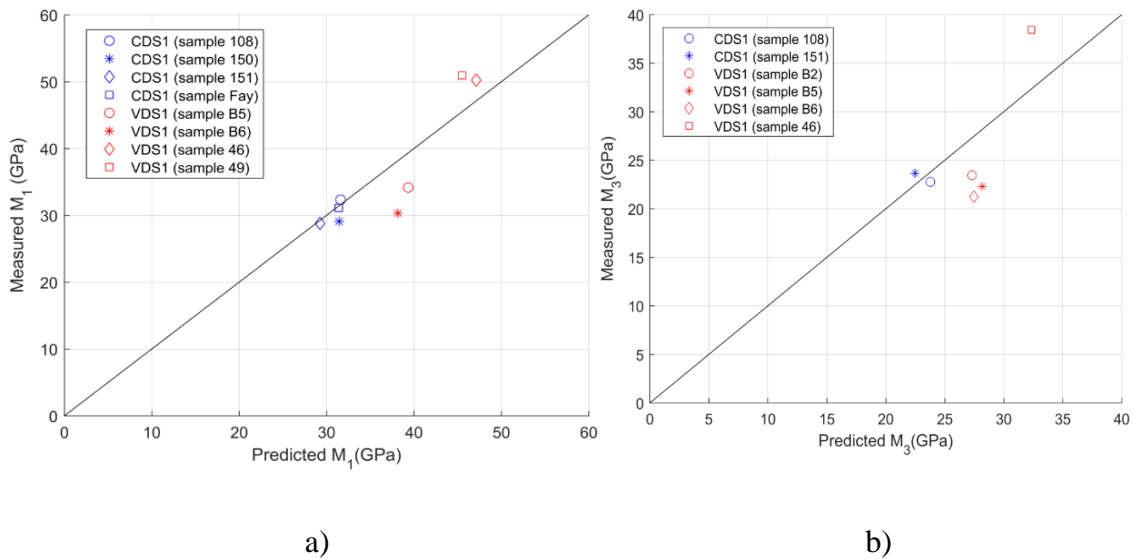 60
50
40
30
20
10
0
Measured M1 (GPa)
CDS1 (sample 108)
CDS1 (sample 150)
CDS1 (sample 151)
CDS1 (sample Fay)
VDS1 (sample B5)
VDS1 (sample B6)
VDS1 (sample 46)
VDS1 (sample 49)
0 10 20 30 40 50 60
Predicted M1(GPa)
a)
40
35
30
25
20
15
10
5
0
Measured M3(GPa)
CDS1 (sample 108)
CDS1 (sample 151)
VDS1 (sample B2)
VDS1 (sample B5)
VDS1 (sample B6)
VDS1 (sample 46)
0 5 10 15 20 25 30 35 40
Predicted M3(GPa)
b)